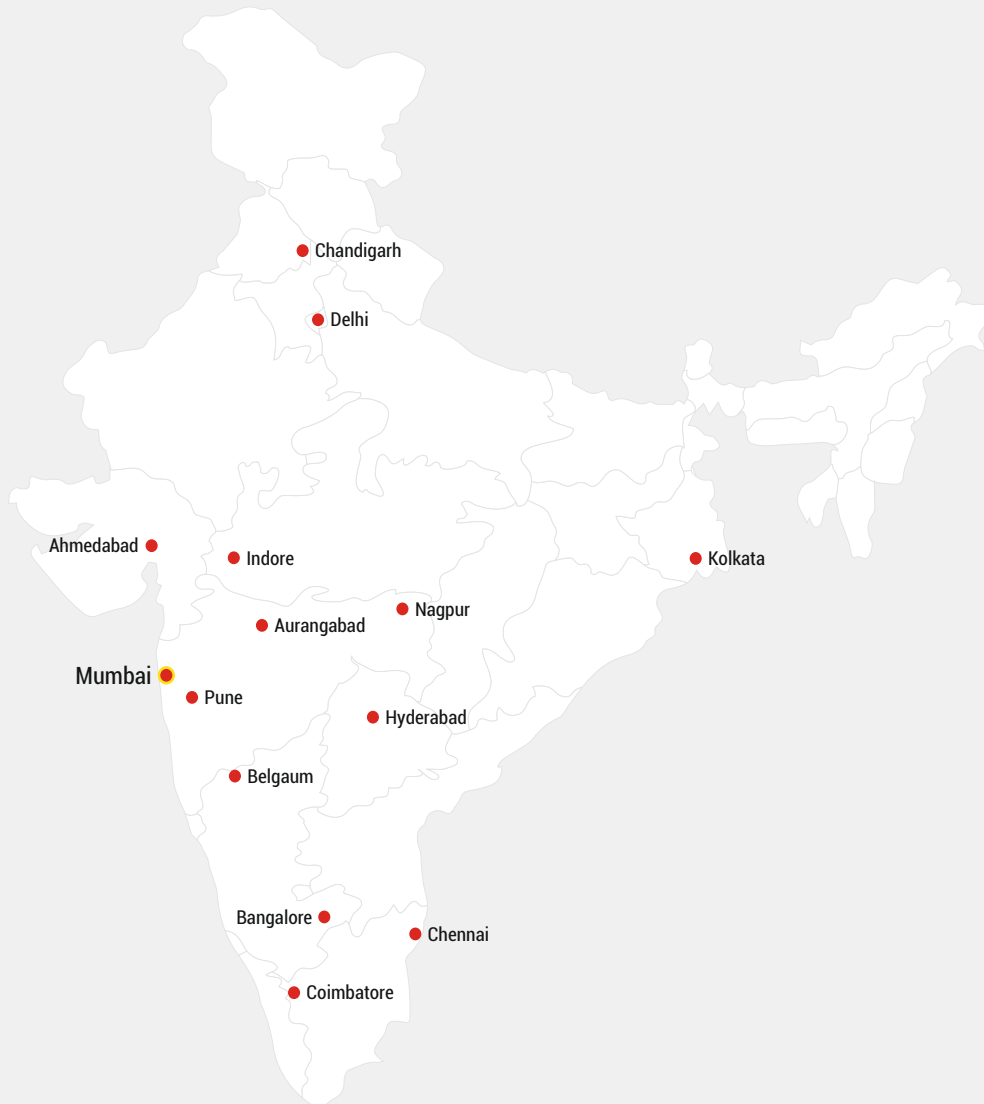 Chandigarh
Delhi
Ahmedabad
Indore
Kolkata
Nagpur
Aurangabad
Mumbai
Pune
Hyderabad
Belgaum
Bangalore
Chennai
Coimbatore